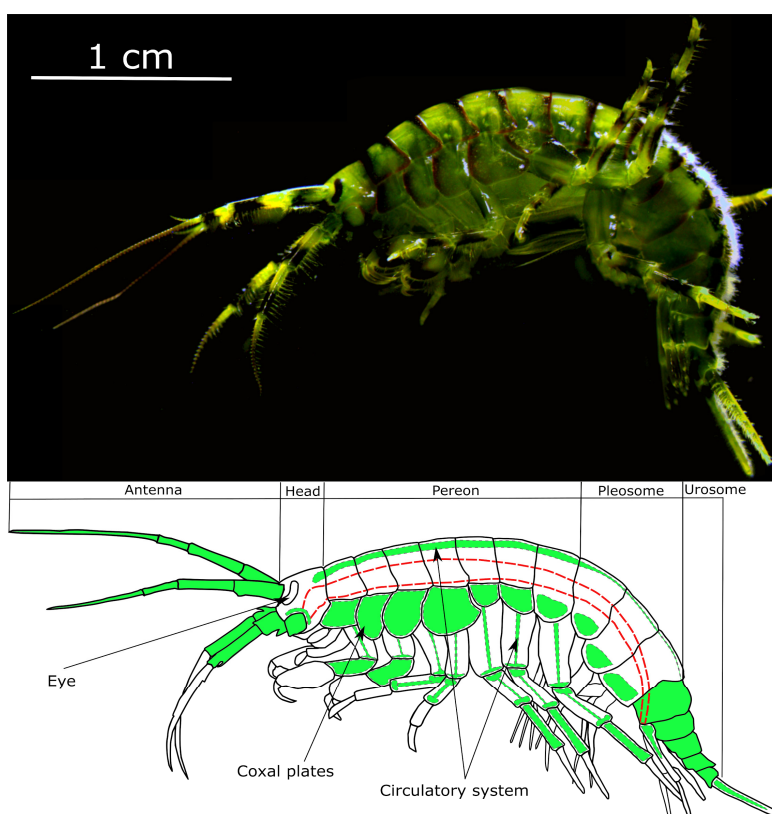 1 cm
Antenna
Head
Pereon
Pleosome
Urosome
Eye
Coxal plates
Circulatory system